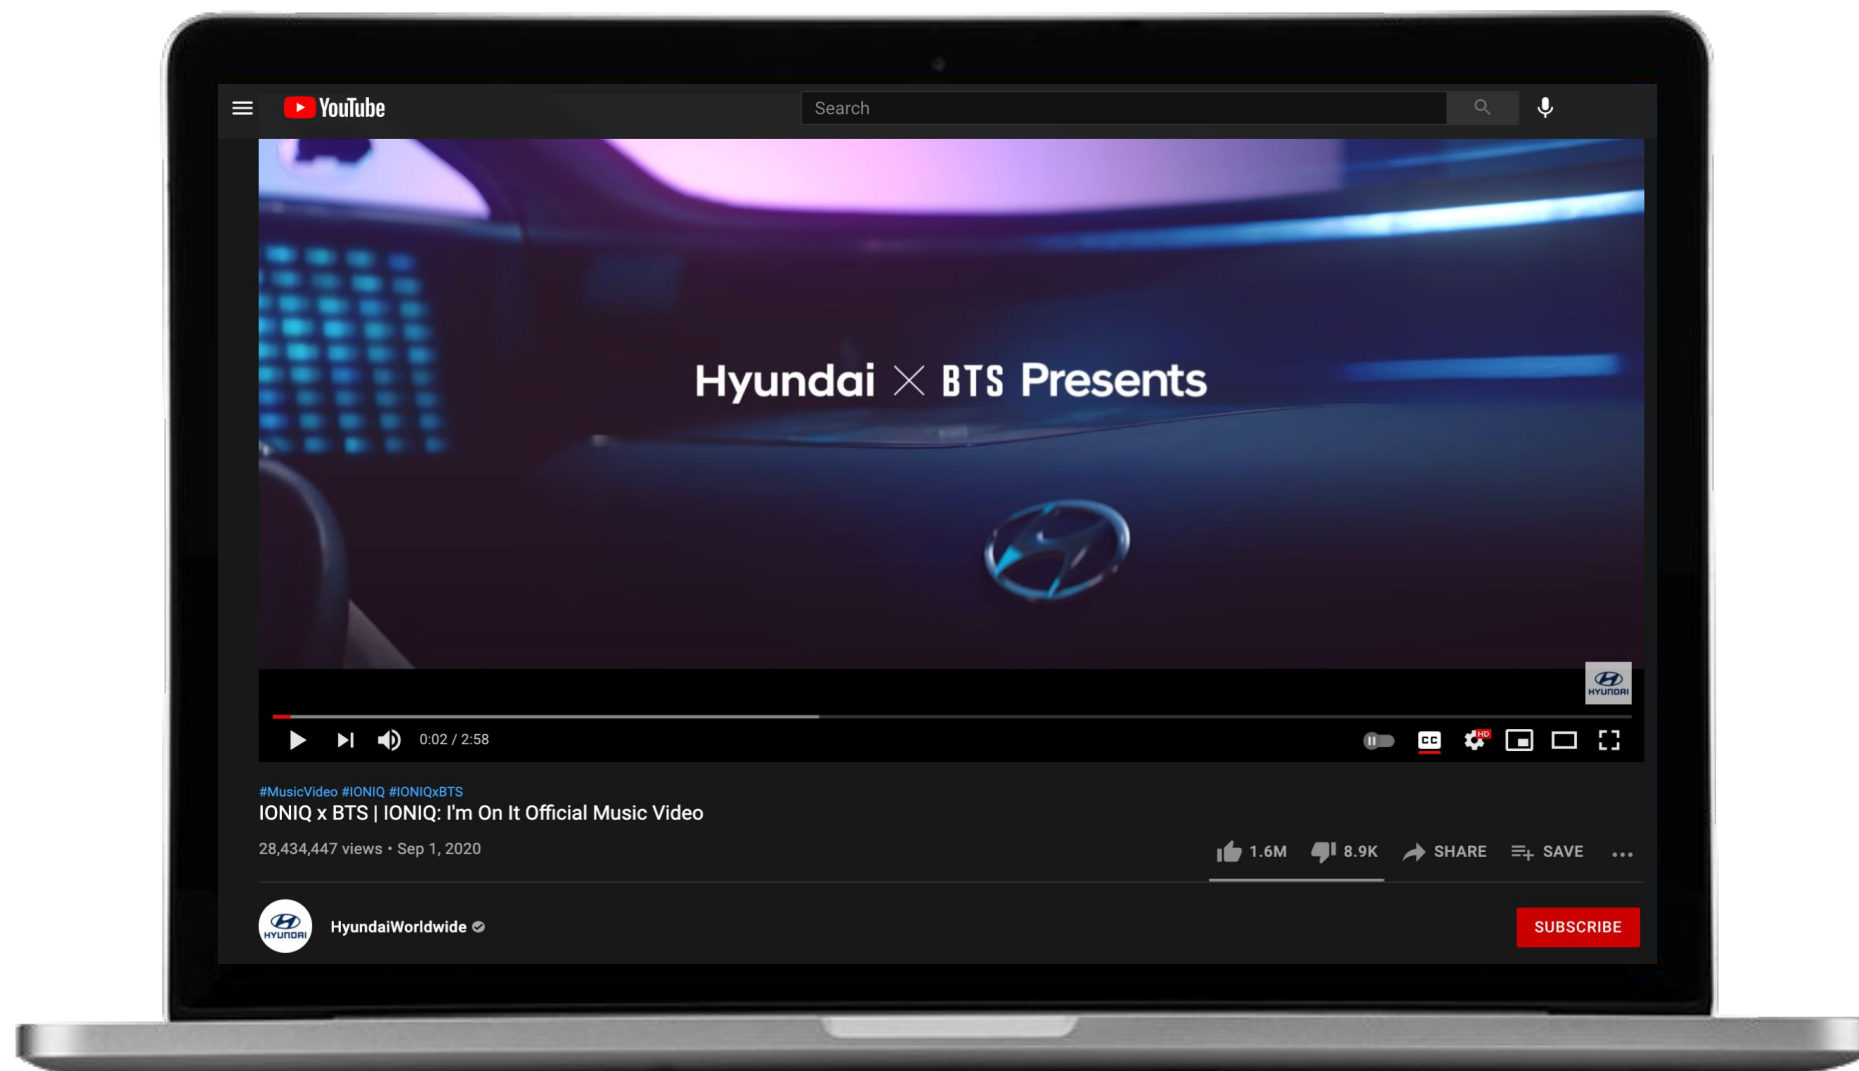 YouTube
Search
Hyundai × BTS Presents
HYUNDAI
0:02 / 2:58
CC
HD
#MusicVideo #IONIQ #IONIQxBTS
IONIQ x BTS | IONIQ: I'm On It Official Music Video
28,434,447 views • Sep 1, 2020
1.6M 8.9K SHARE SAVE ...
HYUNDAI
HyundaiWorldwide
SUBSCRIBE